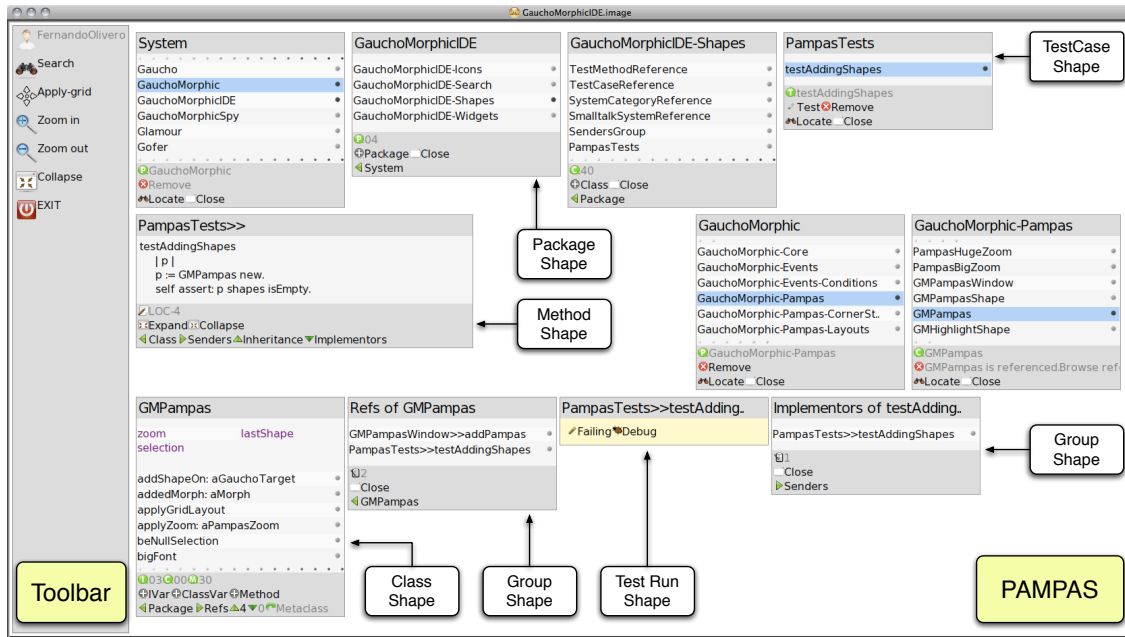 GauchoMorphicIDE.image
FernandoOlivero
Search
Apply-grid
Zoom in
Zoom out
Collapse
EXIT
Toolbar
System
Gaucho
GauchoMorphic
GauchoMorphicIDE
GauchoMorphicSpy
Glamour
Gofer
GauchoMorphic
Remove
Locate Close
GauchoMorphicIDE
GauchoMorphicIDE-Icons
GauchoMorphicIDE-Search
GauchoMorphicIDE-Shapes
GauchoMorphicIDE-Widgets
P 04
Package Close
System
GauchoMorphicIDE-Shapes
TestMethodReference
TestCaseReference
SystemCategoryReference
SmalltalkSystemReference
SendersGroup
PampasTests
C 40
Class Close
Package
PampasTests
testAddingShapes
testAddingShapes
Test Remove
Locate Close
TestCase
Shape
PampasTests>>
testAddingShapes
| p |
p := GMPampas new.
self assert: p shapes isEmpty.
LOC-4
Expand Collapse
Class Senders Inheritance Implementors
Package
Shape
Method
Shape
GauchoMorphic
GauchoMorphic-Core
GauchoMorphic-Events
GauchoMorphic-Events-Conditions
GauchoMorphic-Pampas
GauchoMorphic-Pampas-CornerSt..
GauchoMorphic-Pampas-Layouts
GauchoMorphic-Pampas
Remove
Locate Close
GauchoMorphic-Pampas
PampasHugeZoom
PampasBigZoom
GMPampasWindow
GMPampasShape
GMPampas
GMHighlightShape
GMPampas
GMPampas is referenced.Browse ref
Locate Close
GMPampas
zoom lastShape
selection
addShapeOn: aGauchoTarget
addedMorph: aMorph
applyGridLayout
applyZoom: aPampasZoom
beNullSelection
bigFont
I 03 C 00 M 30
IVar ClassVar Method
Package Refs 4 0 Metaclass
Refs of GMPampas
GMPampasWindow>>addPampas
PampasTests>>testAddingShapes
2
Close
GMPampas
PampasTests>>testAdding..
Failing Debug
Implementors of testAdding..
PampasTests>>testAddingShapes
1
Close
Senders
Group
Shape
Class
Shape
Group
Shape
Test Run
Shape
PAMPAS